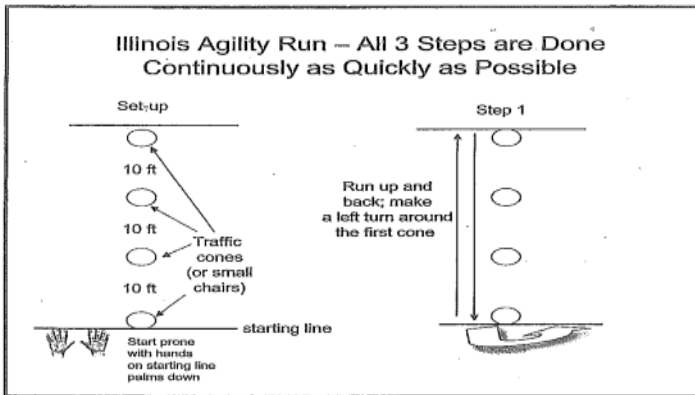 Illinois Agility Run – All 3 Steps are Done
Continuously as Quickly as Possible
Set-up
10 ft
10 ft
10 ft
Traffic
cones
(or small
chairs)
starting line
Start prone
with hands
on starting line
palms down
Step 1
Run up and
back; make
a left turn around
the first cone